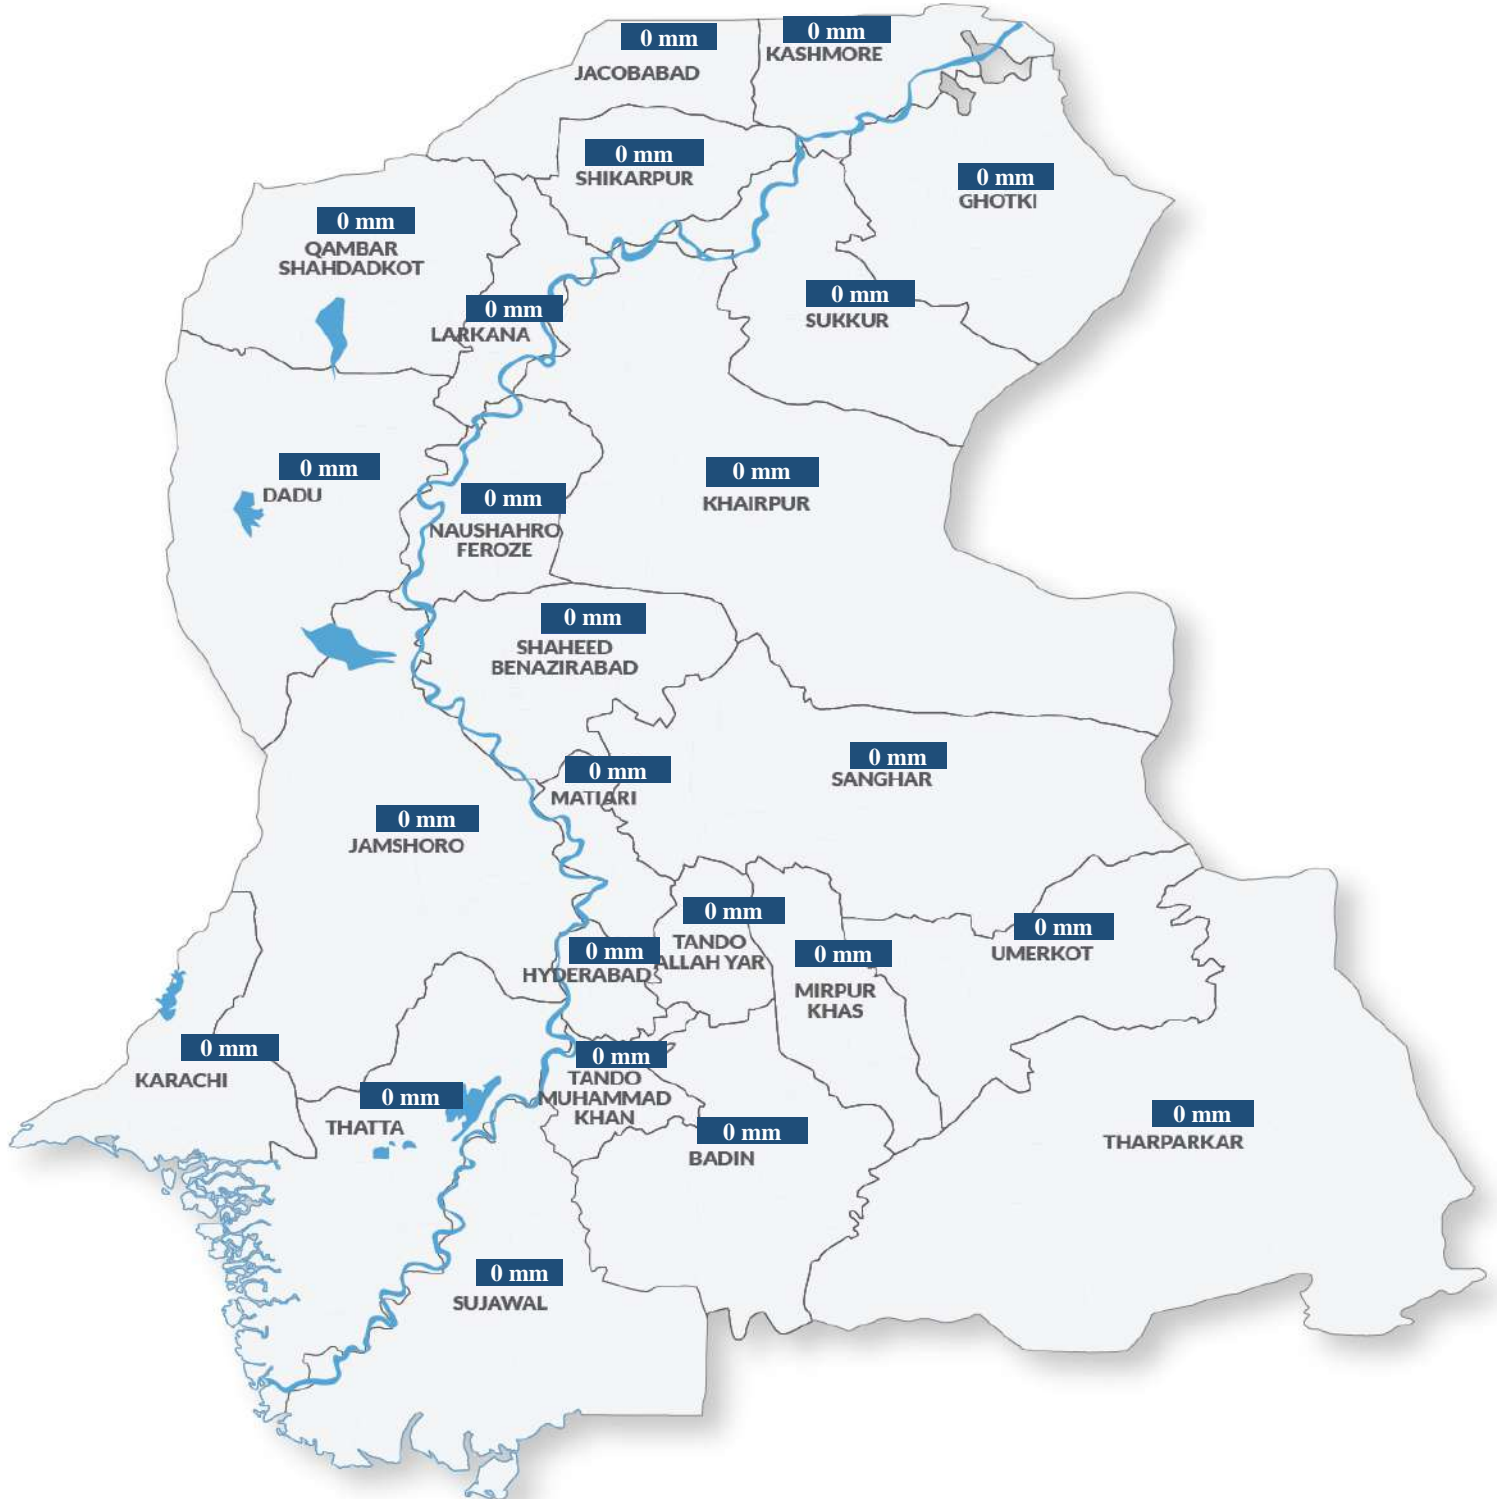 0 mm
KASHMORE
0 mm
JACOBABAD
0 mm
SHIKARPUR
0 mm
GHOTKI
0 mm
QAMBAR
SHAHDADKOT
0 mm
SUKKUR
0 mm
LARKANA
0 mm
DADU
0 mm
KHAIRPUR
0 mm
NAUSHAHRO
FEROZE
0 mm
SHAHEED
BENAZIRABAD
0 mm
SANGHAR
0 mm
MATIARI
0 mm
JAMSHORO
0 mm
TANDO
ALLAH YAR
0 mm
UMERKOT
0 mm
HYDERABAD
0 mm
MIRPUR
KHAS
0 mm
KARACHI
0 mm
TANDO
MUHAMMAD
KHAN
0 mm
THATTA
0 mm
THARPARKAR
0 mm
BADIN
0 mm
SUJAWAL